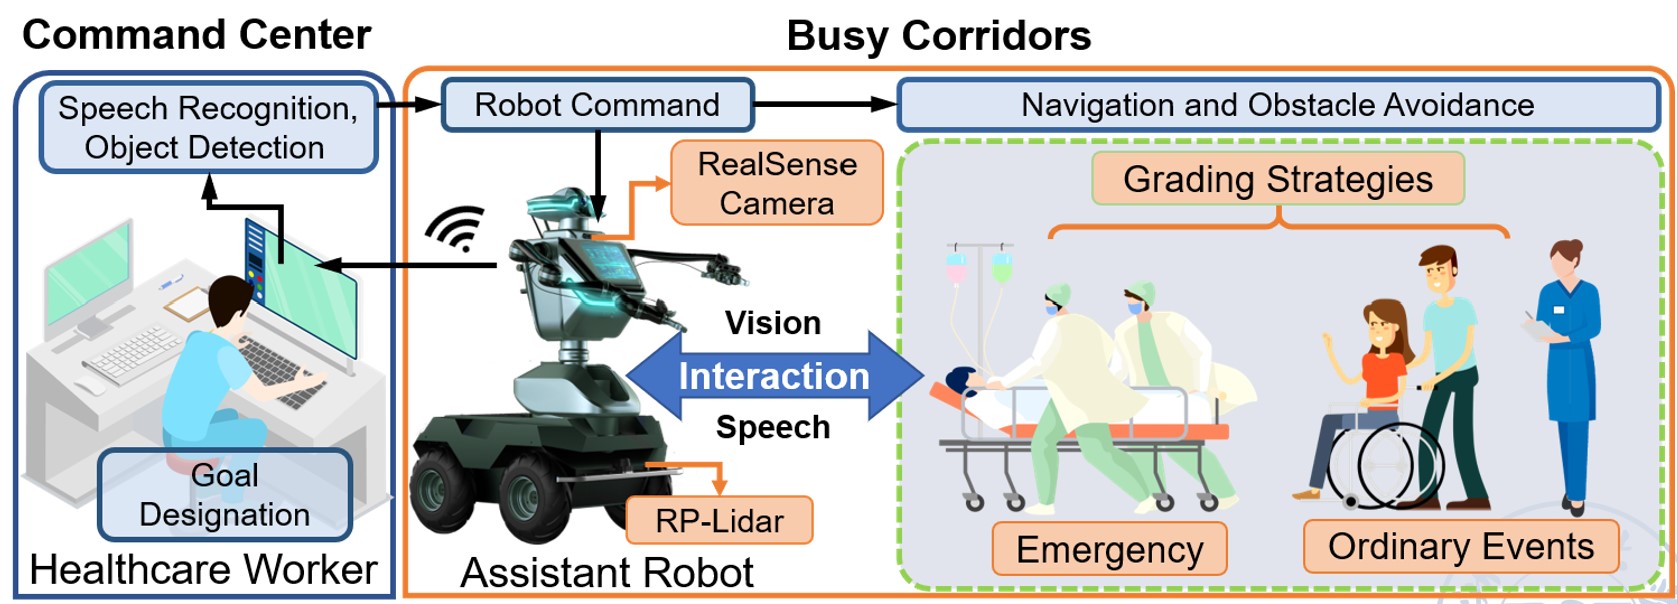 Command Center
Busy Corridors
Speech Recognition,
Object Detection
Robot Command
Navigation and Obstacle Avoidance
RealSense
Camera
Grading Strategies
Vision
Interaction
Speech
Goal
Designation
RP-Lidar
Emergency
Ordinary Events
Healthcare Worker
Assistant Robot